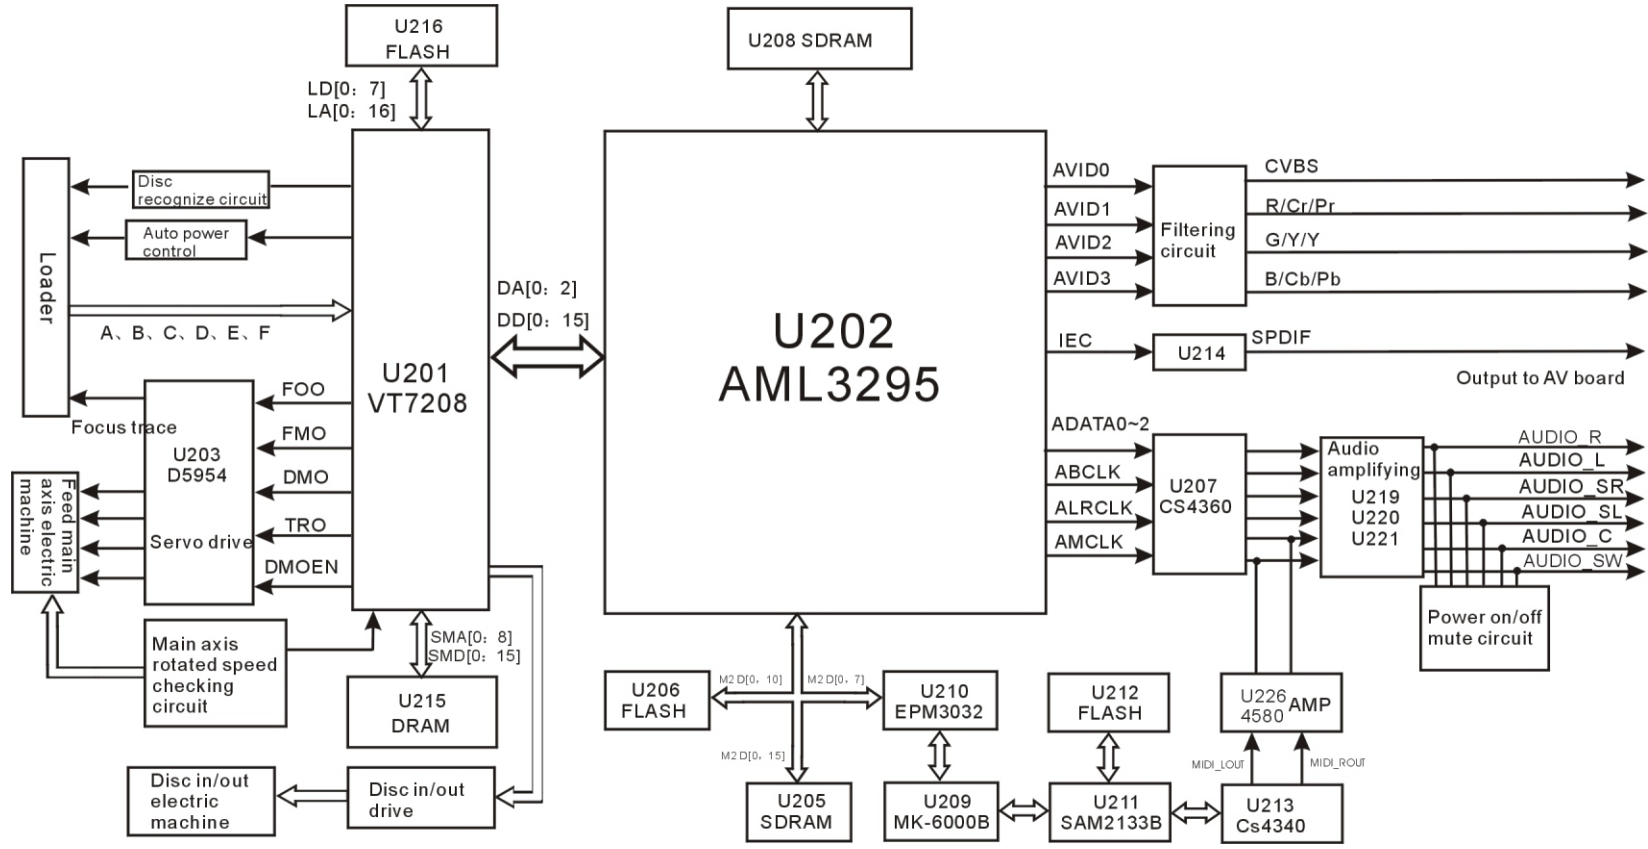 U216
FLASH
U208 SDRAM
LD[0: 7]
LA[0: 16]
Loader
Disc
recognize circuit
Auto power
control
A、B、C、D、E、F
Focus trace
U201
VT7208
DA[0: 2]
DD[0: 15]
U202
AML3295
AVID0
AVID1
AVID2
AVID3
Filtering
circuit
CVBS
R/Cr/Pr
G/Y/Y
B/Cb/Pb
IEC
U214
SPDIF
Output to AV board
FOO
FMO
DMO
TRO
DMOEN
U203
D5954
Servo drive
Feed main
axis electric
machine
ADATA0~2
ABCLK
ALRCLK
AMCLK
U207
CS4360
Audio
amplifying
U219
U220
U221
AUDIO_R
AUDIO_L
AUDIO_SR
AUDIO_SL
AUDIO_C
AUDIO_SW
Power on/off
mute circuit
Main axis
rotated speed
checking
circuit
SMA[0: 8]
SMD[0: 15]
U215
DRAM
Disc in/out
electric
machine
Disc in/out
drive
U206
FLASH
M2 D[0, 10]
M2 D[0, 7]
M2 D[0, 15]
U210
EPM3032
U212
FLASH
U226
4580
AMP
MIDI_LOUT
MIDI_ROUT
U205
SDRAM
U209
MK-6000B
U211
SAM2133B
U213
Cs4340